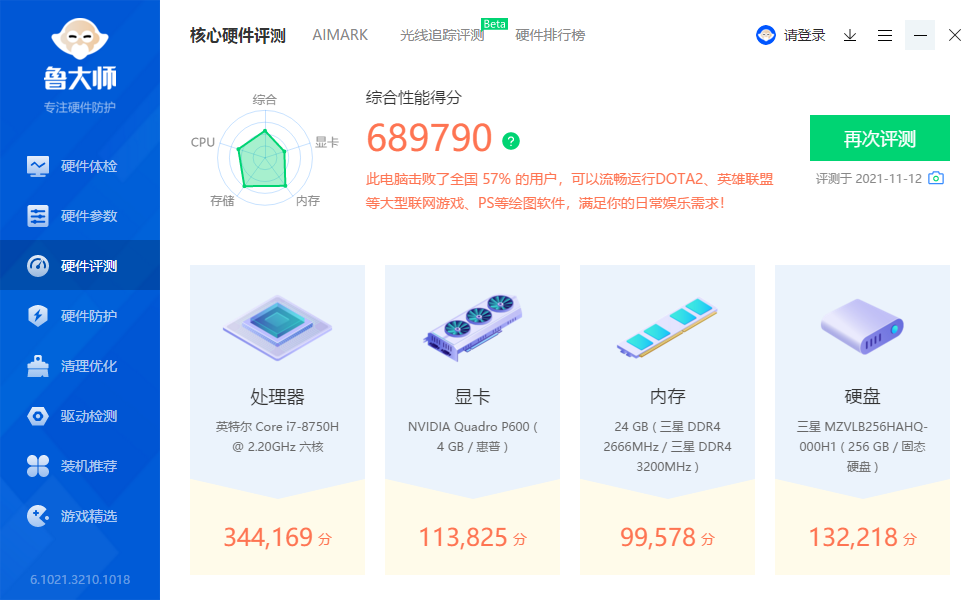 鲁大师
专注硬件防护
硬件体检
硬件参数
硬件评测
硬件防护
清理优化
驱动检测
装机推荐
游戏精选
6.1021.3210.1018
核心硬件评测 AIMARK 光线追踪评测 Beta 硬件排行榜 请登录
综合
CPU 显卡
存储 内存
综合性能得分
689790 ?
此电脑击败了全国 57% 的用户，可以流畅运行DOTA2、英雄联盟
等大型联网游戏、PS等绘图软件，满足你的日常娱乐需求！
再次评测
评测于 2021-11-12
处理器
英特尔 Core i7-8750H
@ 2.20GHz 六核
344,169 分
显卡
NVIDIA Quadro P600 (
4 GB / 惠普 )
113,825 分
内存
24 GB ( 三星 DDR4
2666MHz / 三星 DDR4
3200MHz )
99,578 分
硬盘
三星 MZVLB256HAHQ-
000H1 ( 256 GB / 固态
硬盘 )
132,218 分